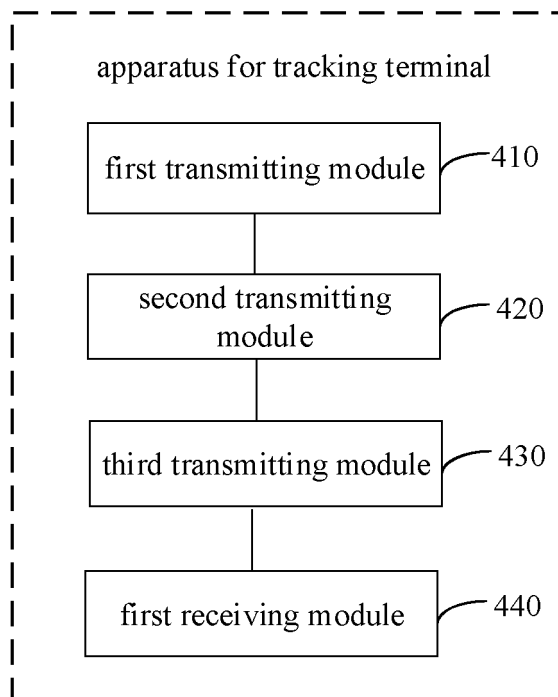 apparatus for tracking terminal
first transmitting module
410
second transmitting
module
420
third transmitting module
430
first receiving module
440